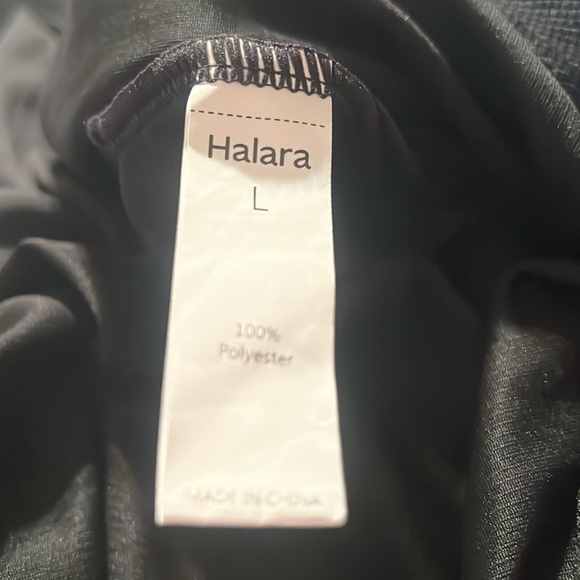 Halara
L
100%
Polyester
MADE IN CHINA